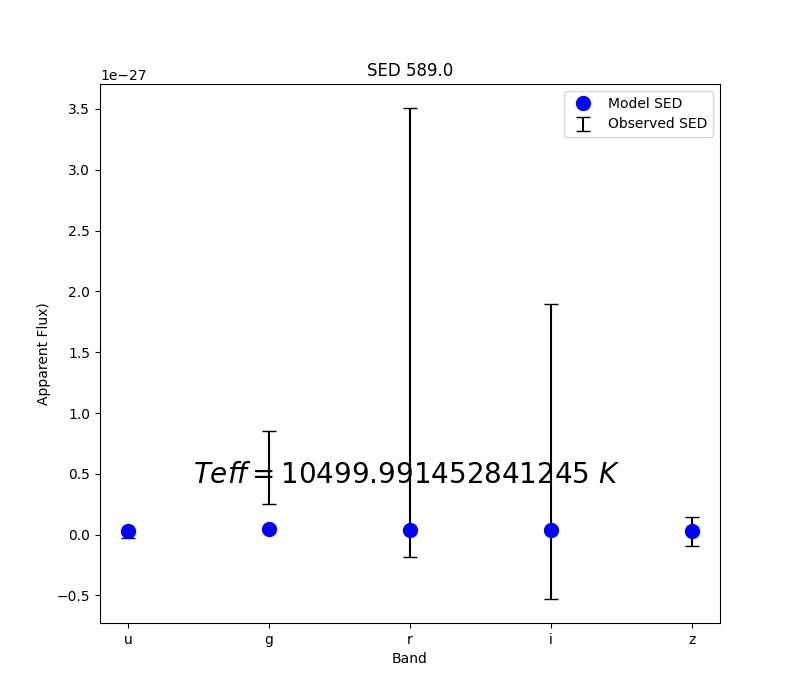 SED 589.0
1e−27
Model SED
Observed SED
3.5
3.0
2.5
2.0
1.5
1.0
0.5
0.0
−0.5
Apparent Flux)
Teff = 10499.991452841245 K
u g r i z
Band